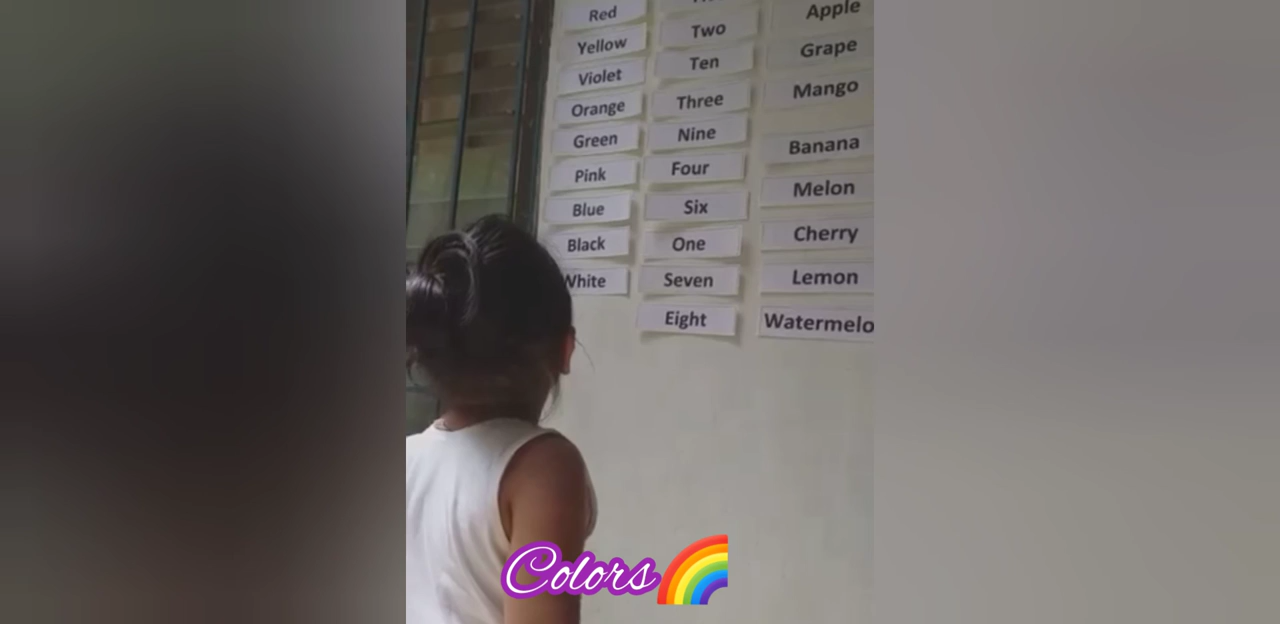 Red
Yellow
Violet
Orange
Green
Pink
Blue
Black
White
Two
Ten
Three
Nine
Four
Six
One
Seven
Eight
Apple
Grape
Mango
Banana
Melon
Cherry
Lemon
Watermelo
Colors